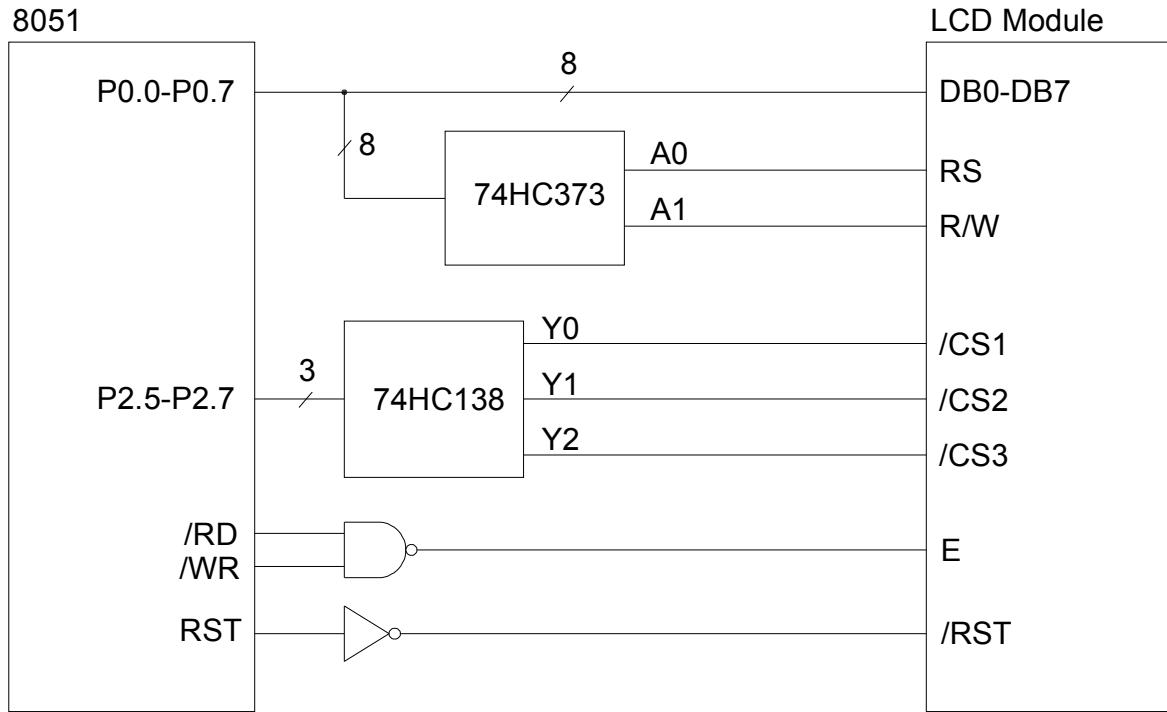 8051
LCD Module
P0.0-P0.7
8
DB0-DB7
8
74HC373
A0
RS
A1
R/W
P2.5-P2.7
3
74HC138
Y0
/CS1
Y1
/CS2
Y2
/CS3
/RD
/WR
E
RST
/RST